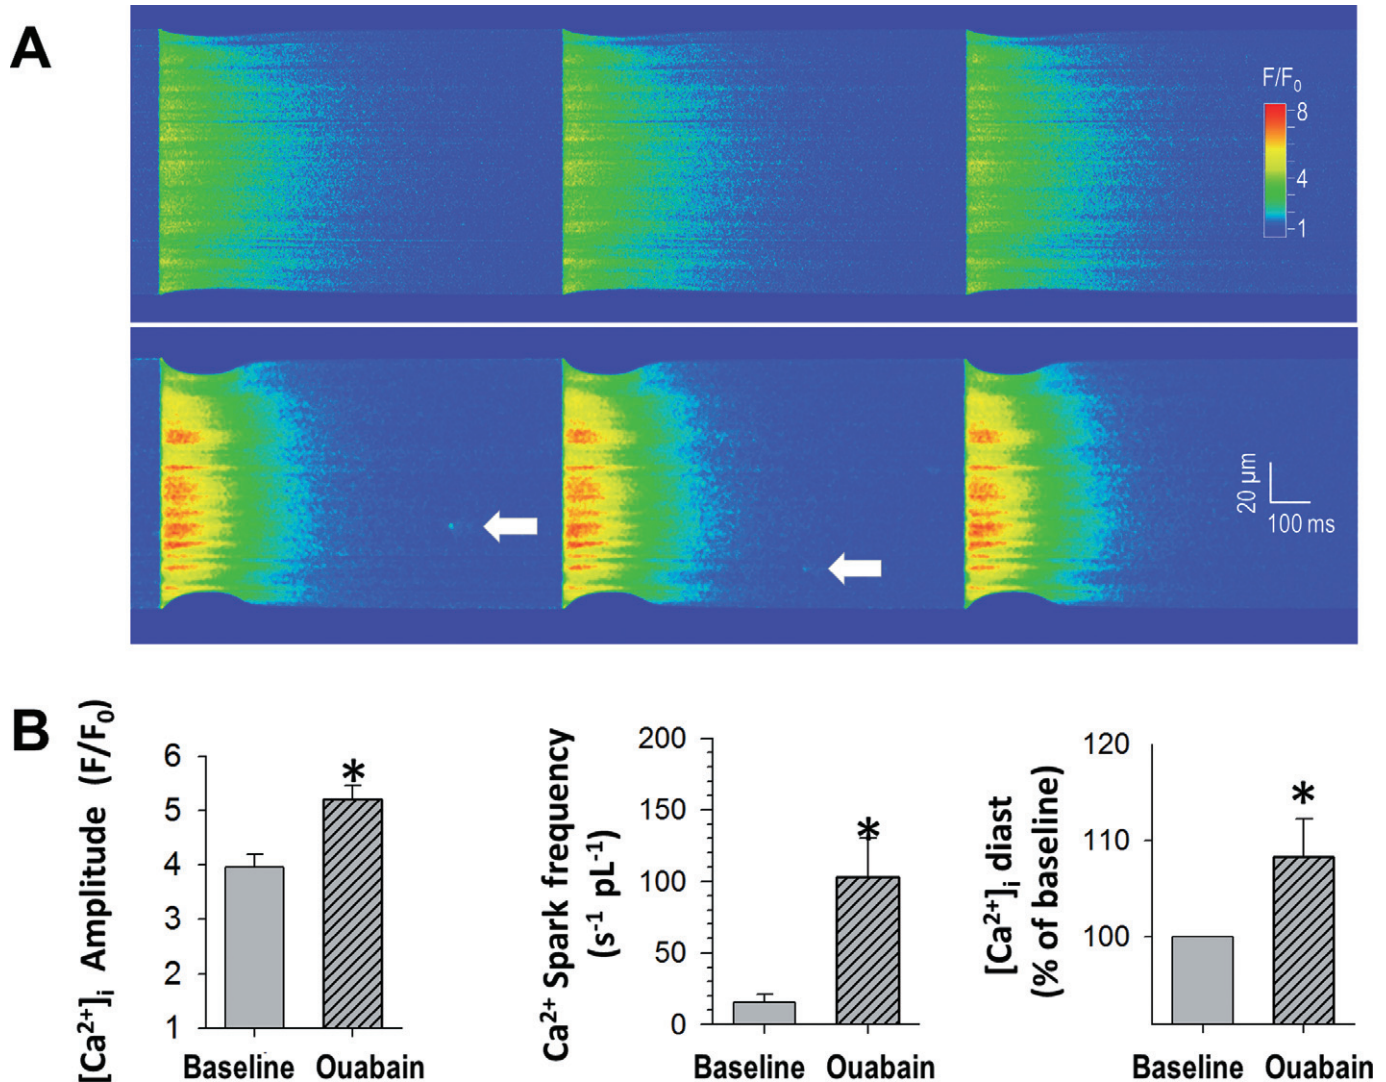 A
F/F0
8
4
1
20 µm
100 ms
B
[Ca2+]i Amplitude (F/F0)
6
5
4
3
2
1
*
Baseline Ouabain
Ca2+ Spark frequency
(s-1 pL-1)
200
150
100
50
0
*
Baseline Ouabain
[Ca2+]i diast
(% of baseline)
120
110
100
*
Baseline Ouabain